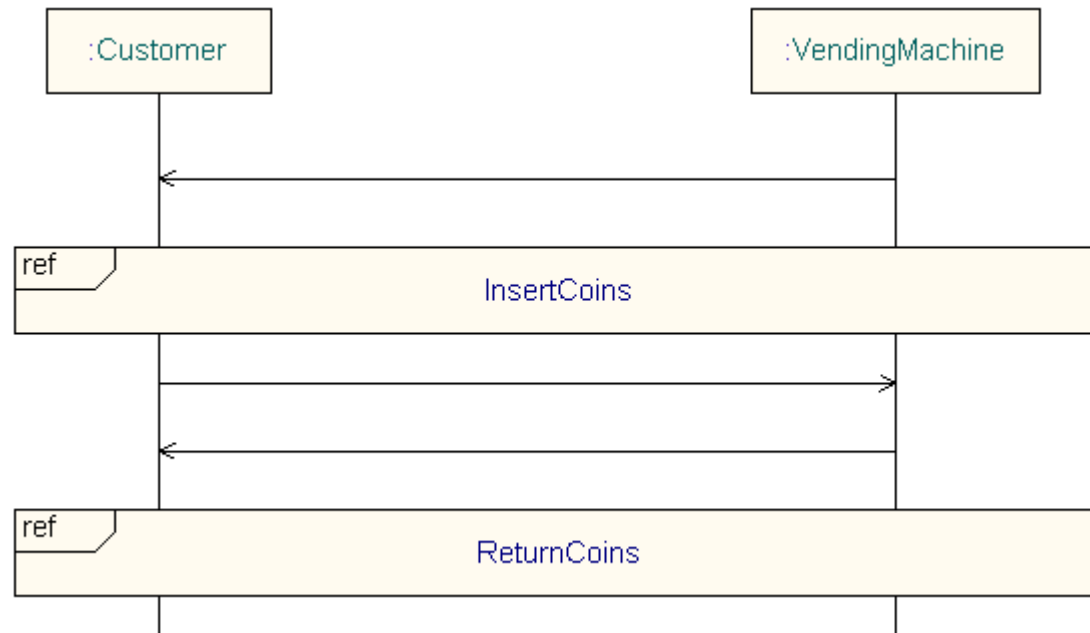 :Customer
:VendingMachine
ref
InsertCoins
ref
ReturnCoins